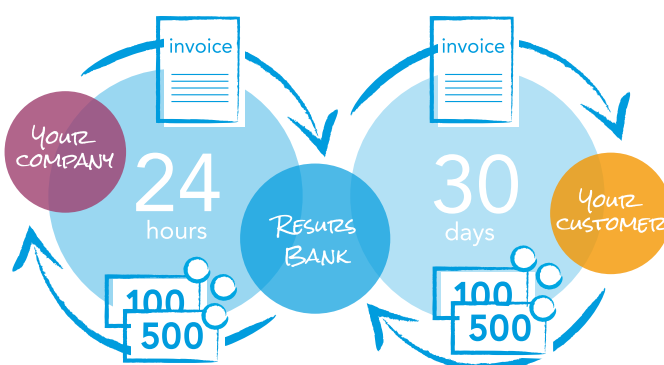 invoice
invoice
Your
company
24
hours
Resurs
Bank
30
days
Your
customer
100
500
100
500